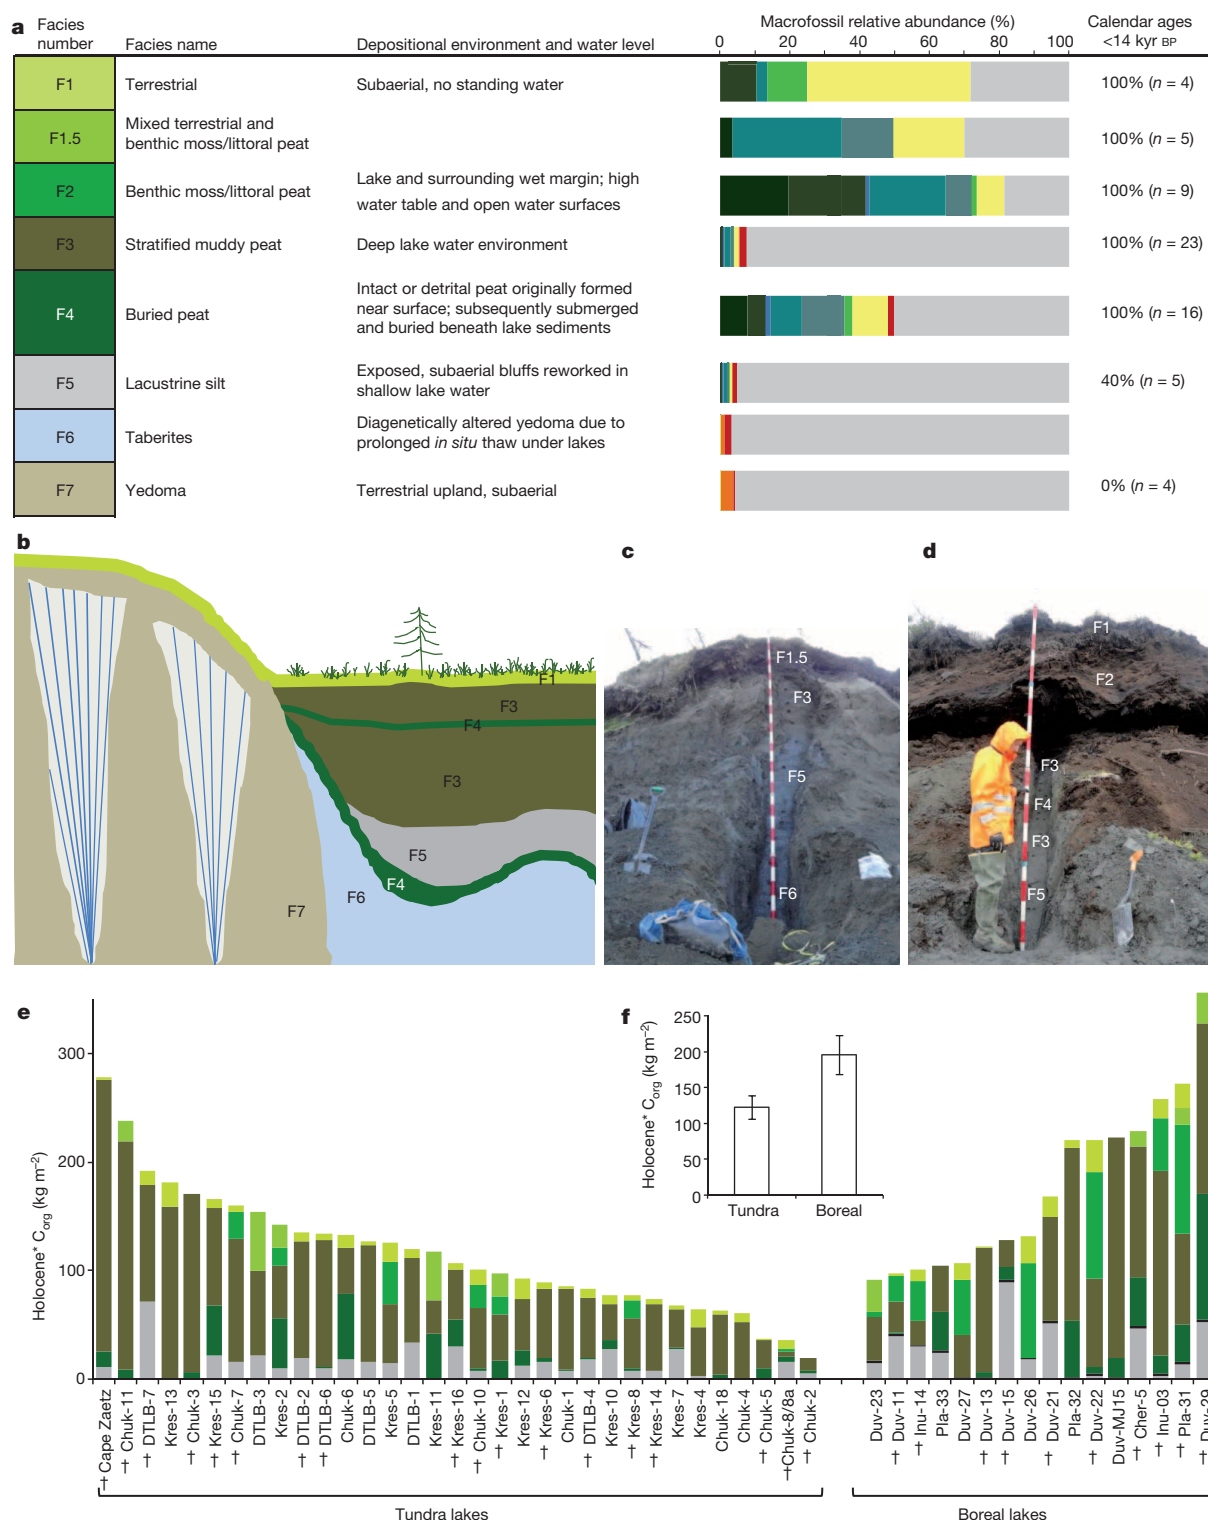 a
Facies number
Facies name
Depositional environment and water level
Macrofossil relative abundance (%)
Calendar ages <14 kyr BP
0 20 40 60 80 100
F1 Terrestrial Subaerial, no standing water 100% (n = 4)
F1.5 Mixed terrestrial and benthic moss/littoral peat 100% (n = 5)
F2 Benthic moss/littoral peat Lake and surrounding wet margin; high water table and open water surfaces 100% (n = 9)
F3 Stratified muddy peat Deep lake water environment 100% (n = 23)
F4 Buried peat Intact or detrital peat originally formed near surface; subsequently submerged and buried beneath lake sediments 100% (n = 16)
F5 Lacustrine silt Exposed, subaerial bluffs reworked in shallow lake water 40% (n = 5)
F6 Taberites Diagenetically altered yedoma due to prolonged in situ thaw under lakes
F7 Yedoma Terrestrial upland, subaerial 0% (n = 4)
b
F1
F3
F4
F3
F5
F4
F6
F7
c
F1.5
F3
F5
F6
d
F1
F2
F3
F4
F3
F5
e
Holocene* Corg (kg m−2)
300
200
100
0
† Cape Zaetz
† Chuk-11
† DTLB-7
Kres-13
† Chuk-3
† Kres-15
† Chuk-7
DTLB-3
Kres-2
† DTLB-2
† DTLB-6
Chuk-6
DTLB-5
Kres-5
DTLB-1
Kres-11
† Kres-16
† Chuk-10
† Kres-1
Kres-12
† Kres-6
Chuk-1
† DTLB-4
Kres-10
† Kres-8
† Kres-14
Kres-7
Kres-4
Chuk-18
Chuk-4
† Chuk-5
†Chuk-8/8a
† Chuk-2
Tundra lakes
Duv-23
† Duv-11
† Inu-14
Pla-33
Duv-27
† Duv-13
† Duv-15
Duv-26
† Duv-21
Pla-32
† Duv-22
Duv-MJ15
† Cher-5
† Inu-03
† Pla-31
† Duv-29
Boreal lakes
f
Holocene* Corg (kg m−2)
250
200
150
100
50
0
Tundra
Boreal